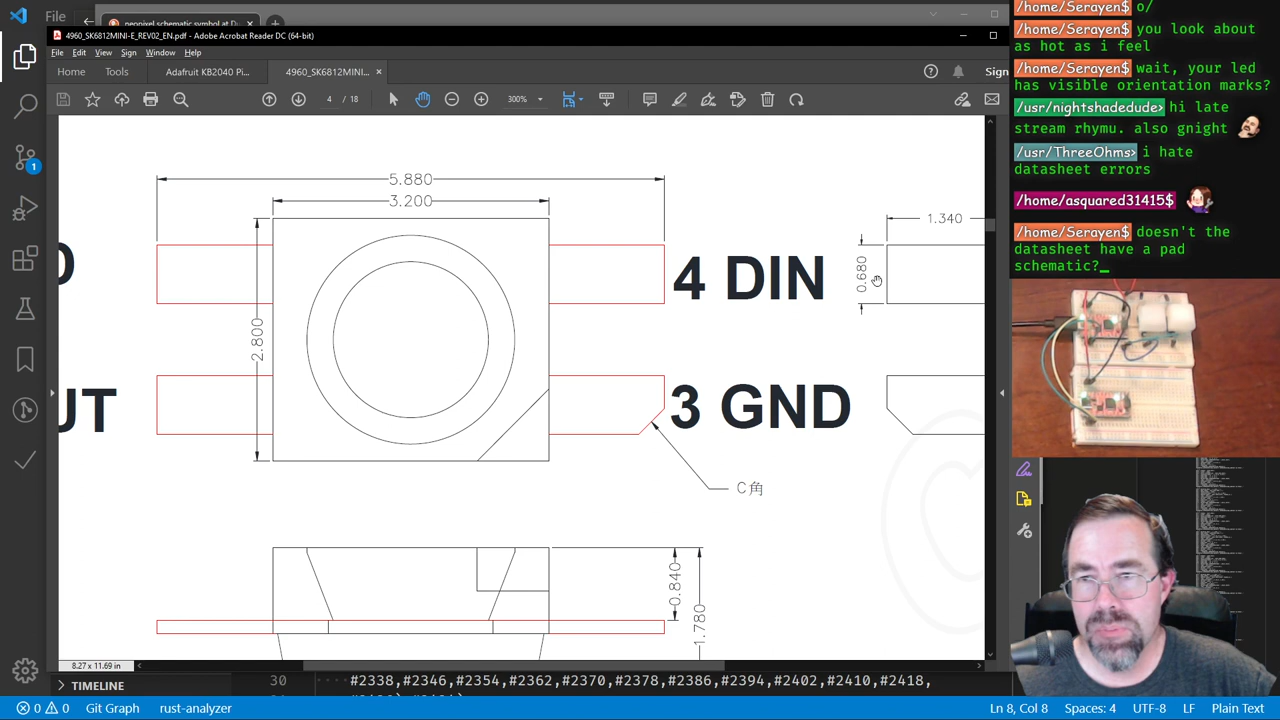 File
neopixel schematic symbol at D
4960_SK6812MINI-E_REV02_EN.pdf - Adobe Acrobat Reader DC (64-bit)
File Edit View Sign Window Help
Home Tools Adafruit KB2040 Pi... 4960_SK6812MINI... × Sign
4 / 18 300%
5.880
3.200
2.800
4 DIN
3 GND
UT
1.340
0.680
C角
0.840
1.780
8.27 x 11.69 in
1
TIMELINE
30 #2338,#2346,#2354,#2362,#2370,#2378,#2386,#2394,#2402,#2410,#2418,
0 0 Git Graph rust-analyzer Ln 8, Col 8 Spaces: 4 UTF-8 LF Plain Text
/home/Serayen$ o/
/home/Serayen$ you look about
as hot as i feel
/home/Serayen$ wait, your led
has visible orientation marks?
/usr/nightshadedude> hi late
stream rhymu. also gnight
/usr/ThreeOhms> i hate
datasheet errors
/home/asquared31415$
/home/Serayen$ doesn't the
datasheet have a pad
schematic?_